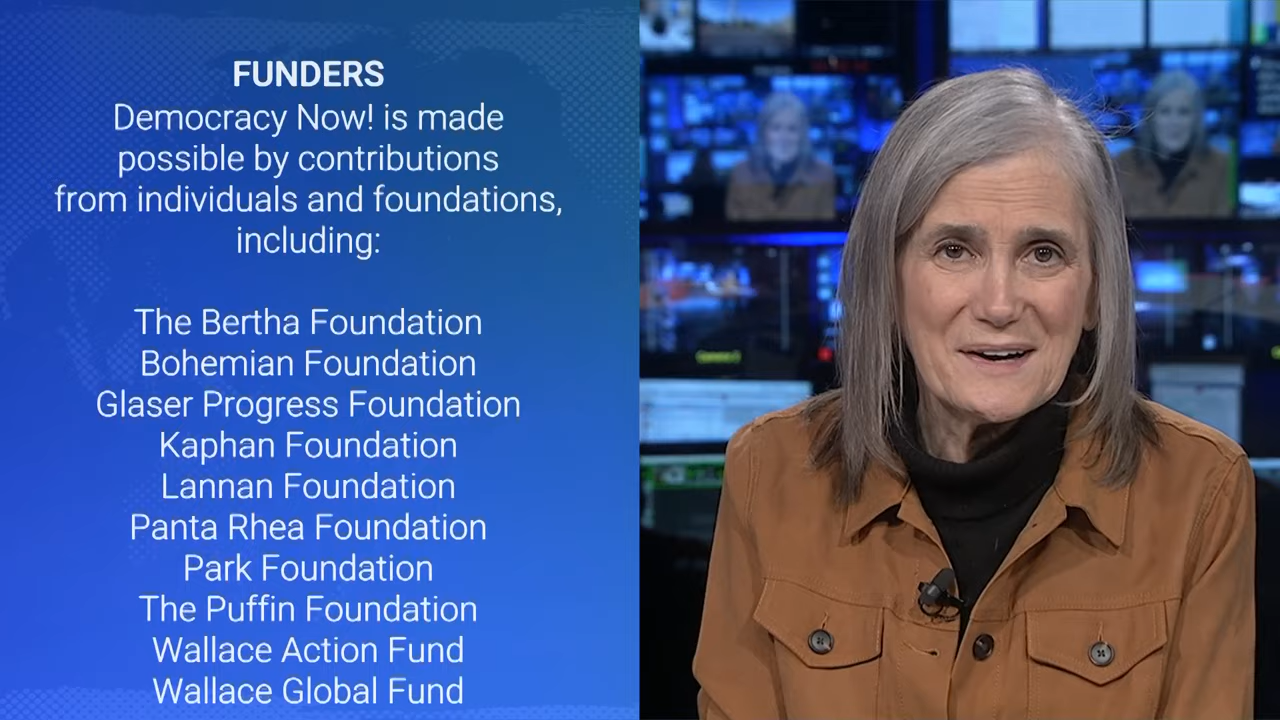 FUNDERS
Democracy Now! is made
possible by contributions
from individuals and foundations,
including:
The Bertha Foundation
Bohemian Foundation
Glaser Progress Foundation
Kaphan Foundation
Lannan Foundation
Panta Rhea Foundation
Park Foundation
The Puffin Foundation
Wallace Action Fund
Wallace Global Fund